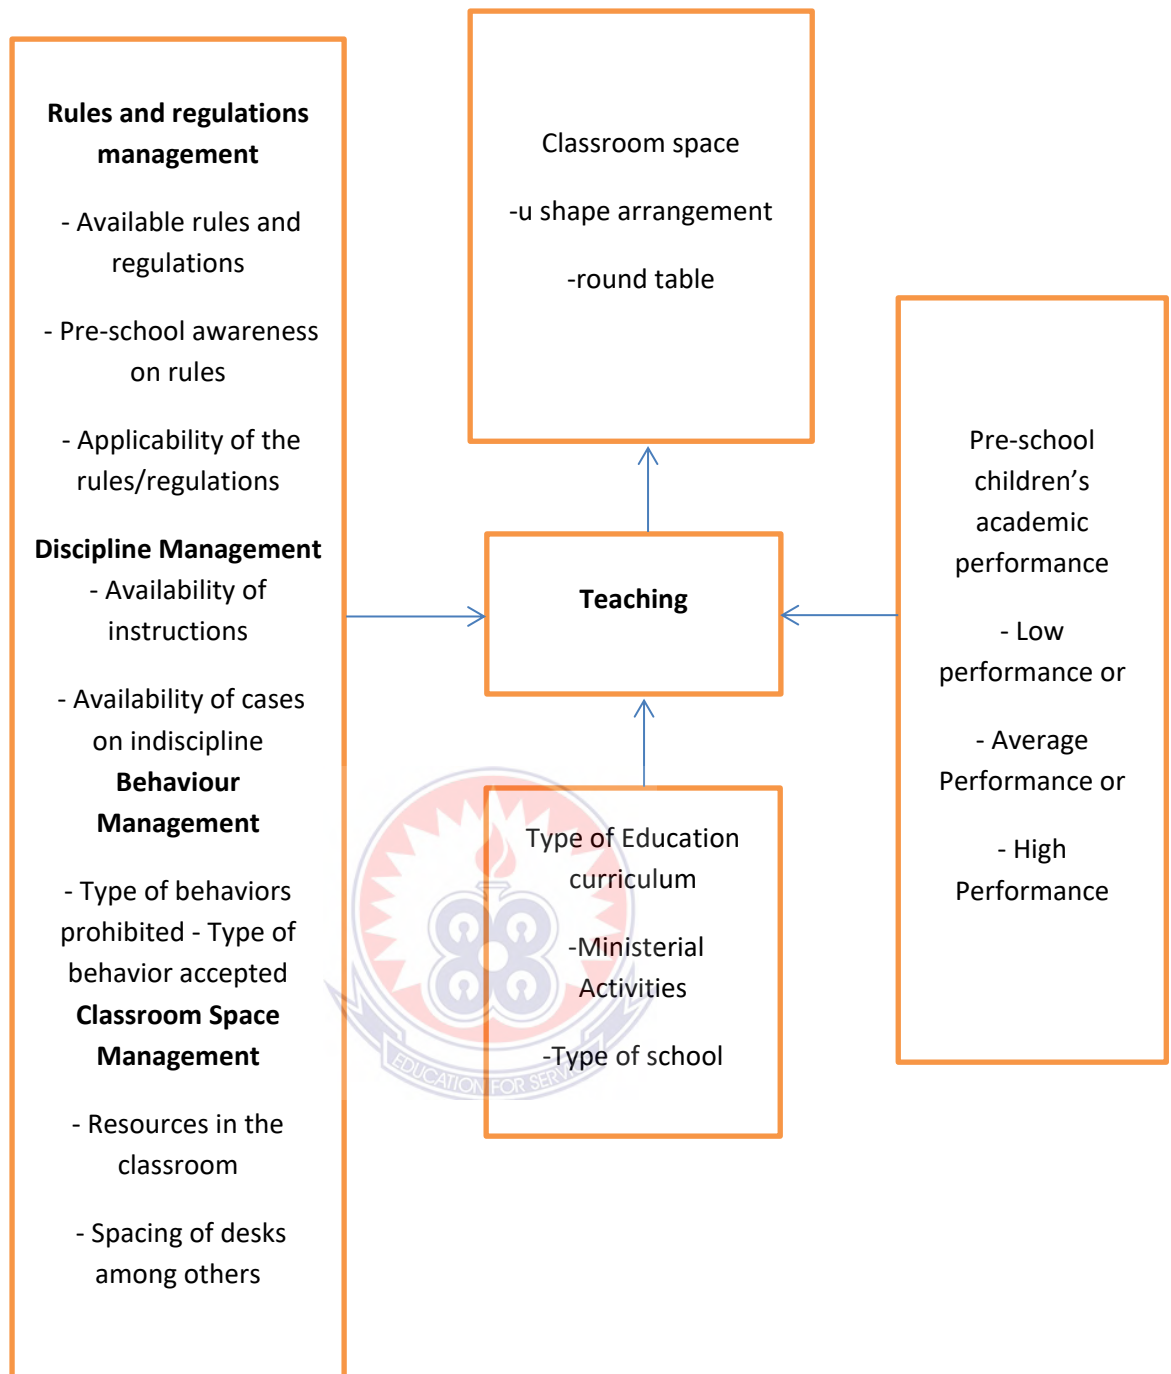 Rules and regulations
management
- Available rules and
regulations
- Pre-school awareness
on rules
- Applicability of the
rules/regulations
Discipline Management
- Availability of
instructions
- Availability of cases
on indiscipline
Behaviour
Management
- Type of behaviors
prohibited - Type of
behavior accepted
Classroom Space
Management
- Resources in the
classroom
- Spacing of desks
among others
Classroom space
-u shape arrangement
-round table
Teaching
Type of Education
curriculum
-Ministerial
Activities
-Type of school
EDUCATION FOR SERVICE
Pre-school
children’s
academic
performance
- Low
performance or
- Average
Performance or
- High
Performance